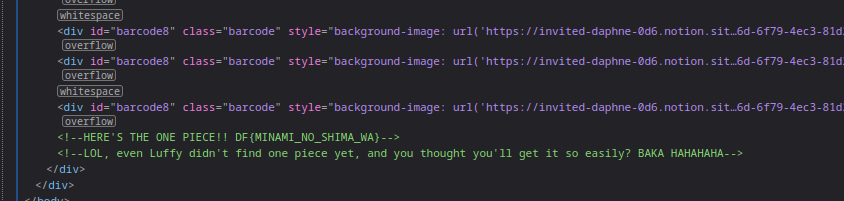 overflow
whitespace
<div id="barcode8" class="barcode" style="background-image: url('https://invited-daphne-0d6.notion.sit…6d-6f79-4ec3-81d
overflow
<div id="barcode8" class="barcode" style="background-image: url('https://invited-daphne-0d6.notion.sit…6d-6f79-4ec3-81d
overflow
whitespace
<div id="barcode8" class="barcode" style="background-image: url('https://invited-daphne-0d6.notion.sit…6d-6f79-4ec3-81d
overflow
<!--HERE'S THE ONE PIECE!! DF{MINAMI_NO_SHIMA_WA}-->
<!--LOL, even Luffy didn't find one piece yet, and you thought you'll get it so easily? BAKA HAHAHAHA-->
</div>
</div>
</body>